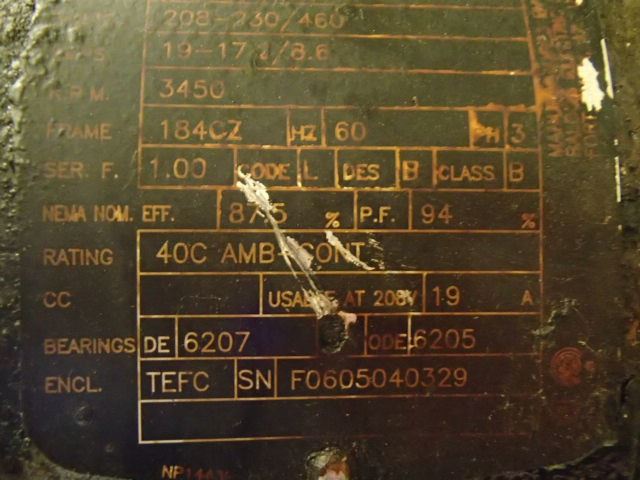 208-230/460
19-17.2/8.6
R.P.M. 3450
FRAME 184CZ HZ 60 PH 3
SER. F. 1.00 CODE L DES B CLASS B
NEMA NOM. EFF. % P.F. 94 %
RATING 40C AMB-CONT
CC USABLE AT 208V 19 A
BEARINGS DE 6207 ODE 6205
ENCL. TEFC SN F0605040329